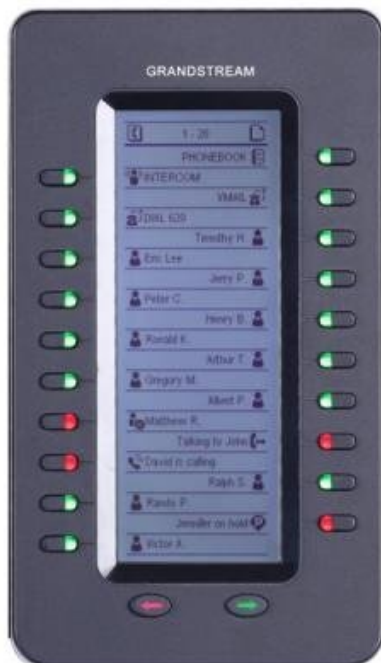 GRANDSTREAM
1 - 20
PHONEBOOK
INTERCOM
VMAIL
DIAL 629
Timothy H.
Eric Lee
Jerry P.
Peter C.
Henry B.
Ronald K.
Arthur T.
Gregory M.
Albert P.
Matthew R.
Talking to John
David is calling
Ralph S.
Randy P.
Jennifer on hold
Victor A.